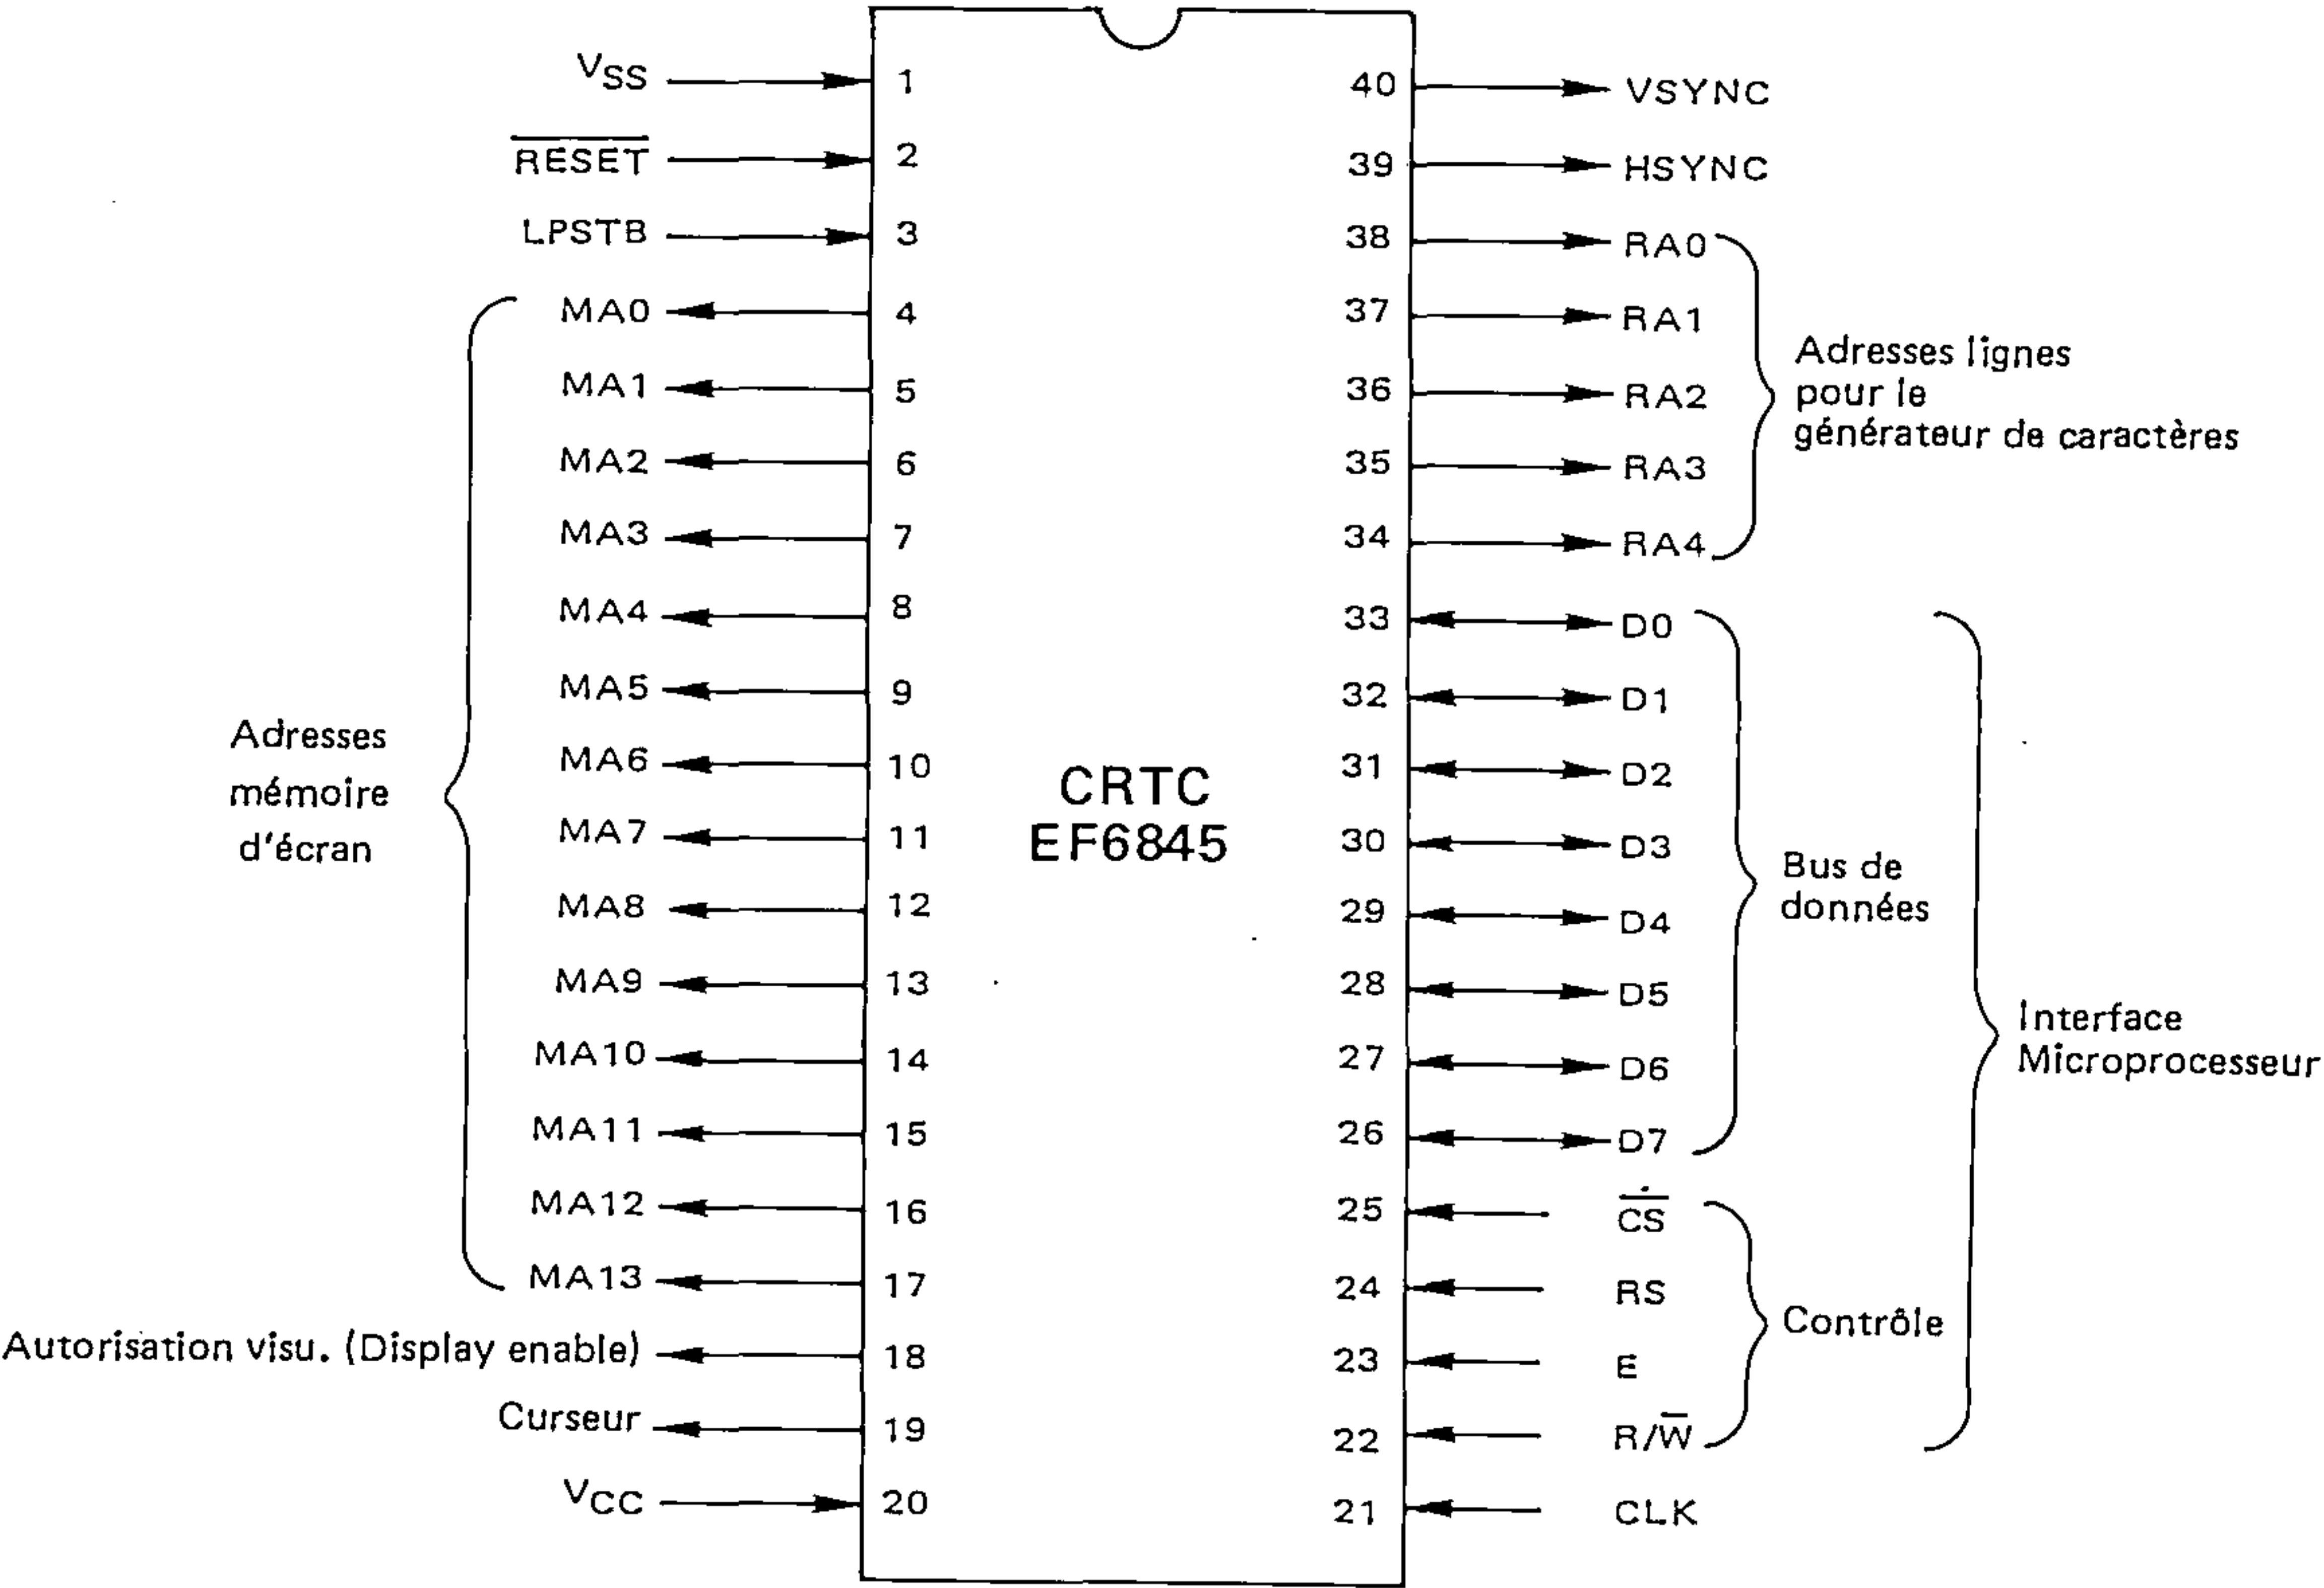 VSS 1
RESET 2
LPSTB 3
MA0 4
MA1 5
MA2 6
MA3 7
MA4 8
MA5 9
MA6 10
MA7 11
MA8 12
MA9 13
MA10 14
MA11 15
MA12 16
MA13 17
Autorisation visu. (Display enable) 18
Curseur 19
VCC 20
Adresses
mémoire
d'écran
CRTC
EF6845
40 VSYNC
39 HSYNC
38 RA0
37 RA1
36 RA2
35 RA3
34 RA4
Adresses lignes
pour le
générateur de caractères
33 D0
32 D1
31 D2
30 D3
29 D4
28 D5
27 D6
26 D7
Bus de
données
25 CS
24 RS
23 E
22 R/W
21 CLK
Contrôle
Interface
Microprocesseur